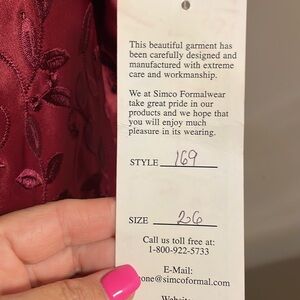 This beautiful garment has
been carefully designed and
manufactured with extreme
care and workmanship.
We at Simco Formalwear
take great pride in our
products and we hope that
you will enjoy much
pleasure in its wearing.
STYLE 169
SIZE 26
Call us toll free at:
1-800-922-5733
E-Mail:
one@simcoformal.com
Website